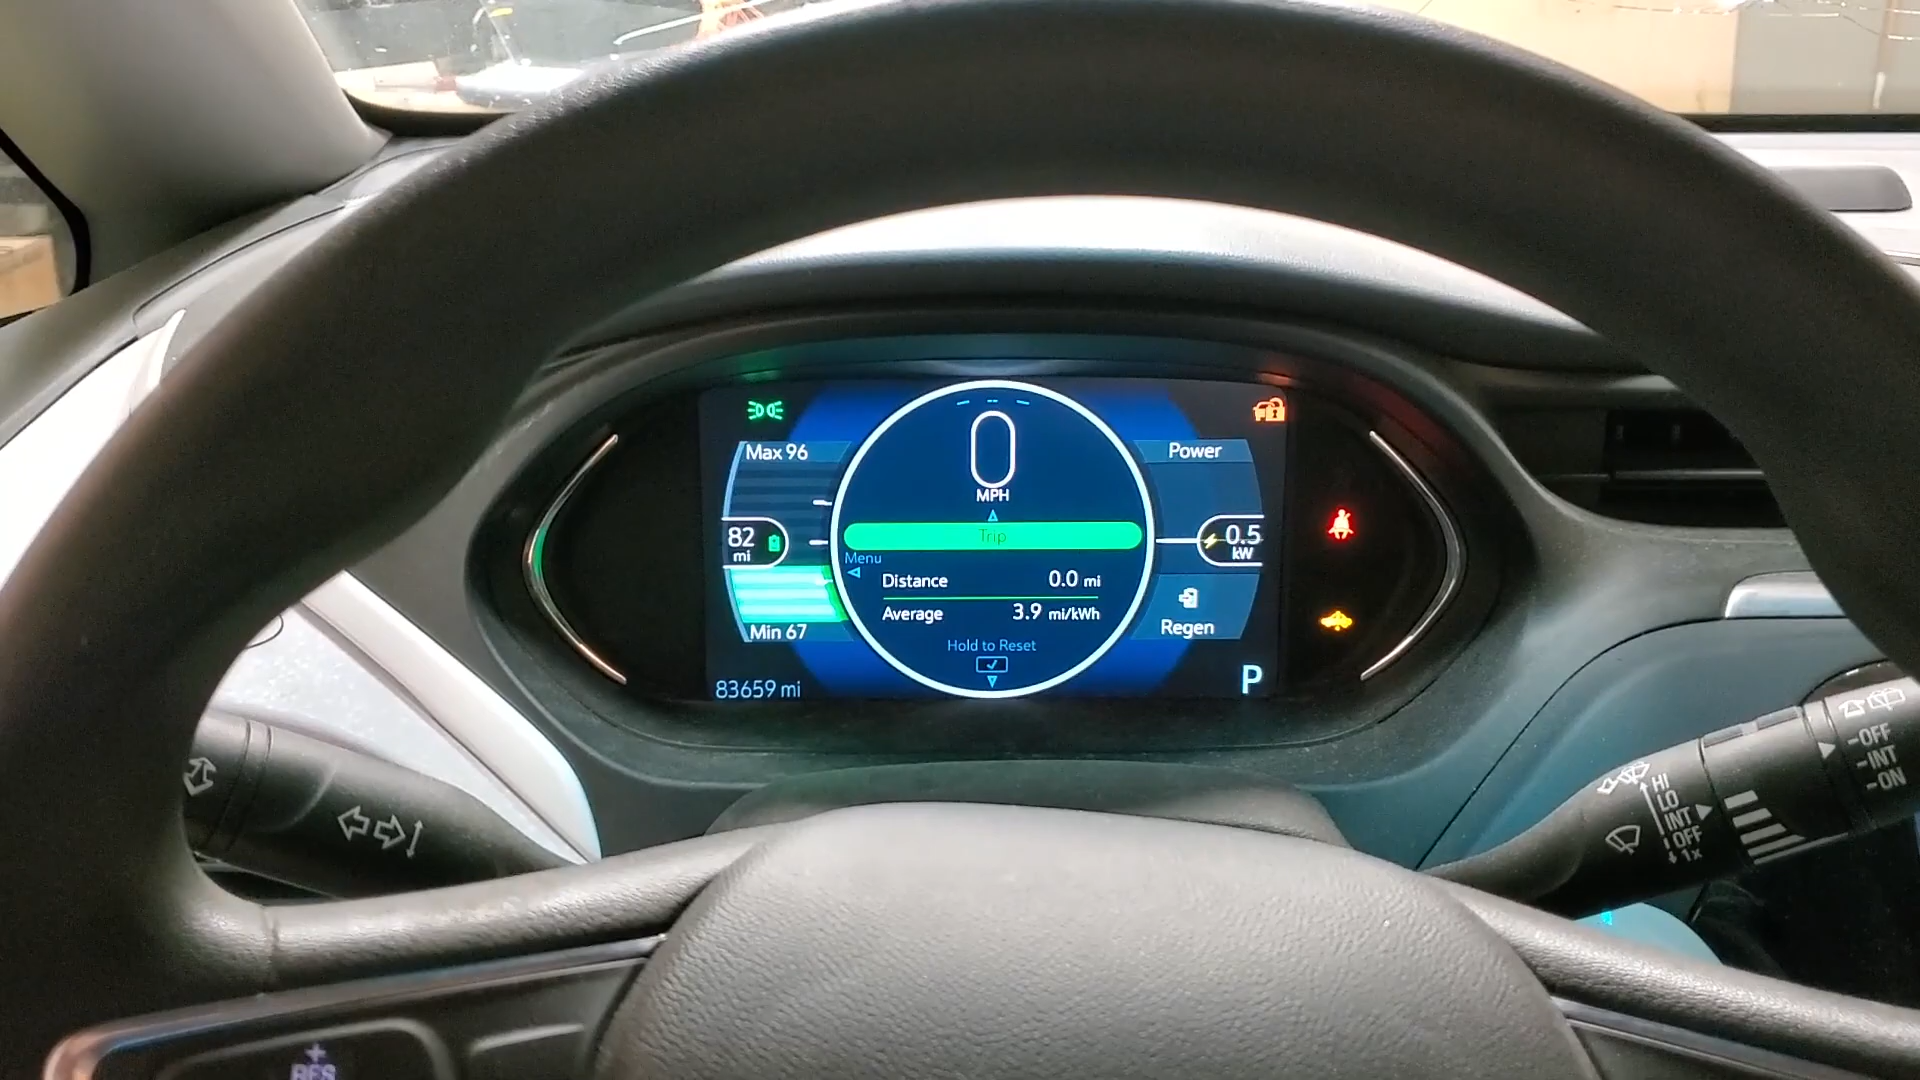 0
MPH
Max 96
Power
82
mi
Trip
0.5
kW
Menu
Distance 0.0 mi
Average 3.9 mi/kWh
Min 67
Regen
Hold to Reset
83659 mi
P
OFF
INT
ON
HI
LO
INT
OFF
1x
+
RES